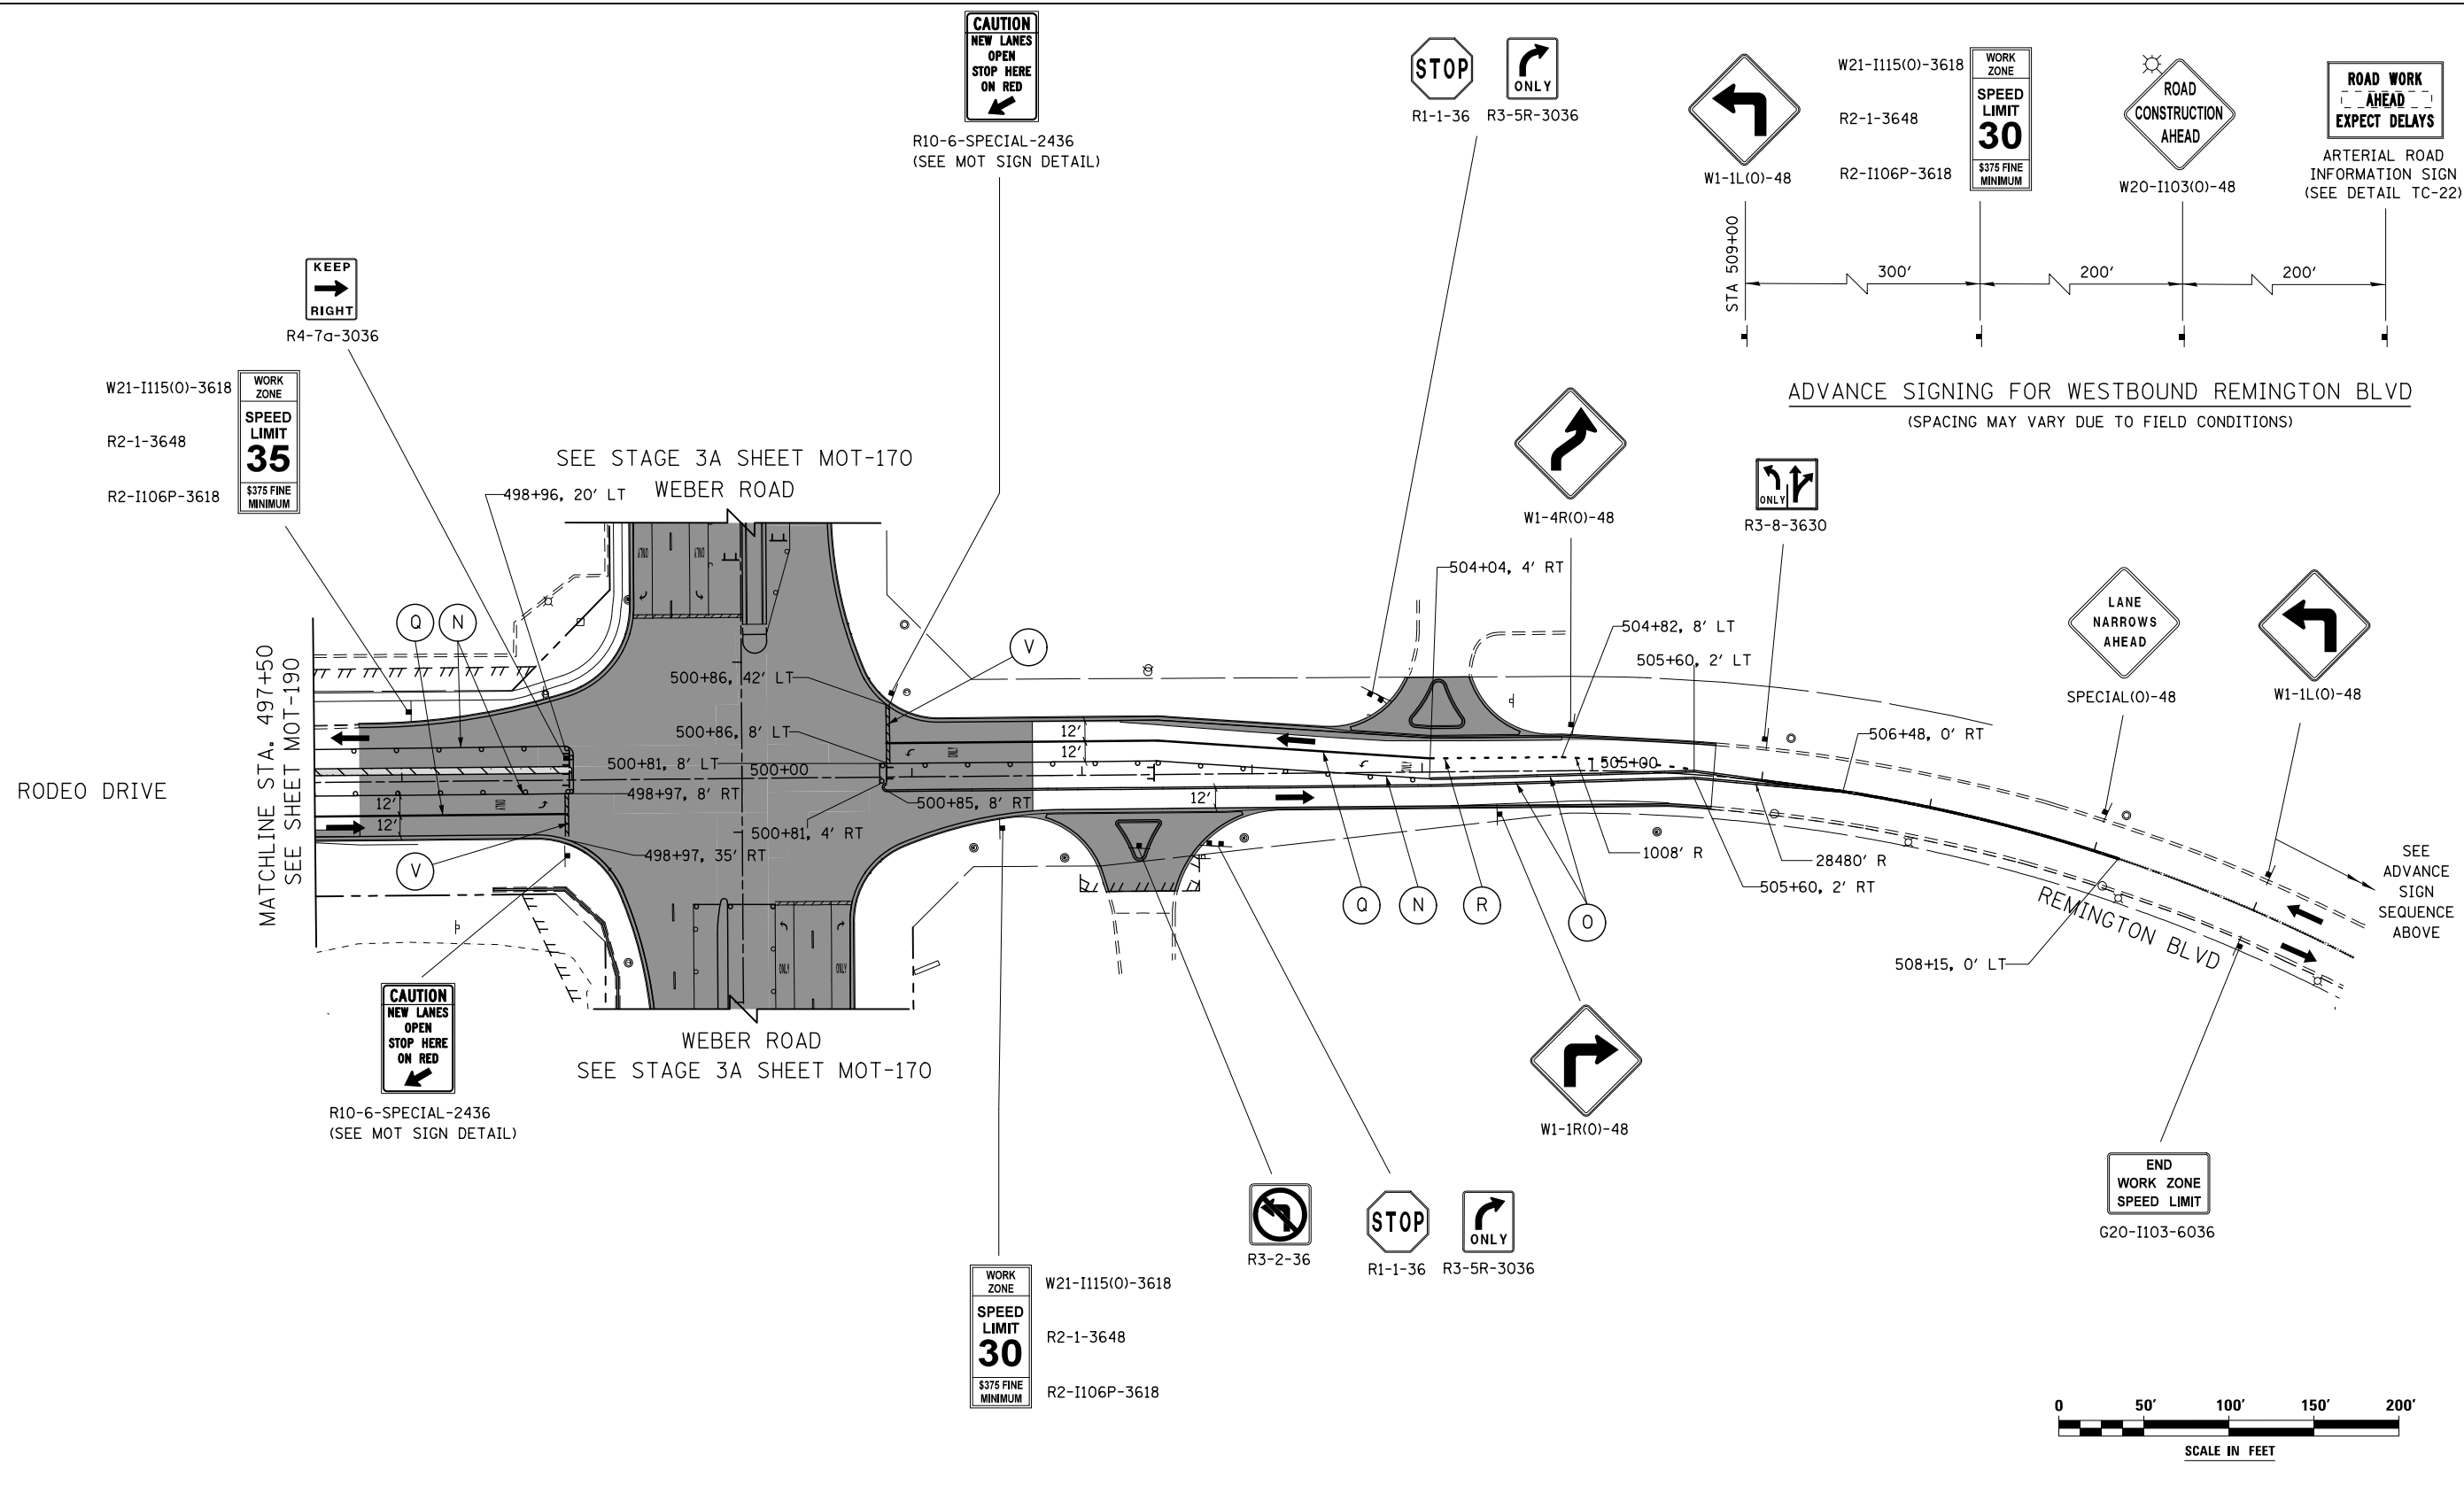 CAUTION
NEW LANES
OPEN
STOP HERE
ON RED
R10-6-SPECIAL-2436
(SEE MOT SIGN DETAIL)
STOP
R1-1-36
ONLY
R3-5R-3036
W1-1L(O)-48
W21-I115(O)-3618
R2-1-3648
R2-I106P-3618
WORK
ZONE
SPEED
LIMIT
30
$375 FINE
MINIMUM
ROAD
CONSTRUCTION
AHEAD
W20-I103(O)-48
ROAD WORK
AHEAD
EXPECT DELAYS
ARTERIAL ROAD
INFORMATION SIGN
(SEE DETAIL TC-22)
STA 509+00
300'
200'
200'
ADVANCE SIGNING FOR WESTBOUND REMINGTON BLVD
(SPACING MAY VARY DUE TO FIELD CONDITIONS)
KEEP
RIGHT
R4-7a-3036
W21-I115(O)-3618
R2-1-3648
R2-I106P-3618
WORK
ZONE
SPEED
LIMIT
35
$375 FINE
MINIMUM
SEE STAGE 3A SHEET MOT-170
WEBER ROAD
498+96, 20' LT
W1-4R(O)-48
ONLY
R3-8-3630
504+04, 4' RT
504+82, 8' LT
505+60, 2' LT
LANE
NARROWS
AHEAD
SPECIAL(O)-48
W1-1L(O)-48
506+48, 0' RT
Q
N
V
ONLY
ONLY
500+86, 42' LT
500+86, 8' LT
500+81, 8' LT
500+00
498+97, 8' RT
500+85, 8' RT
500+81, 4' RT
498+97, 35' RT
12'
12'
12'
12'
12'
ONLY
ONLY
ONLY
505+00
RODEO DRIVE
MATCHLINE STA. 497+50
SEE SHEET MOT-190
V
1008' R
28480' R
505+60, 2' RT
Q
N
R
O
REMINGTON BLVD
508+15, 0' LT
SEE
ADVANCE
SIGN
SEQUENCE
ABOVE
ONLY
ONLY
CAUTION
NEW LANES
OPEN
STOP HERE
ON RED
R10-6-SPECIAL-2436
(SEE MOT SIGN DETAIL)
WEBER ROAD
SEE STAGE 3A SHEET MOT-170
W1-1R(O)-48
END
WORK ZONE
SPEED LIMIT
G20-I103-6036
R3-2-36
STOP
R1-1-36
ONLY
R3-5R-3036
WORK
ZONE
SPEED
LIMIT
30
$375 FINE
MINIMUM
W21-I115(O)-3618
R2-1-3648
R2-I106P-3618
0 50' 100' 150' 200'
SCALE IN FEET